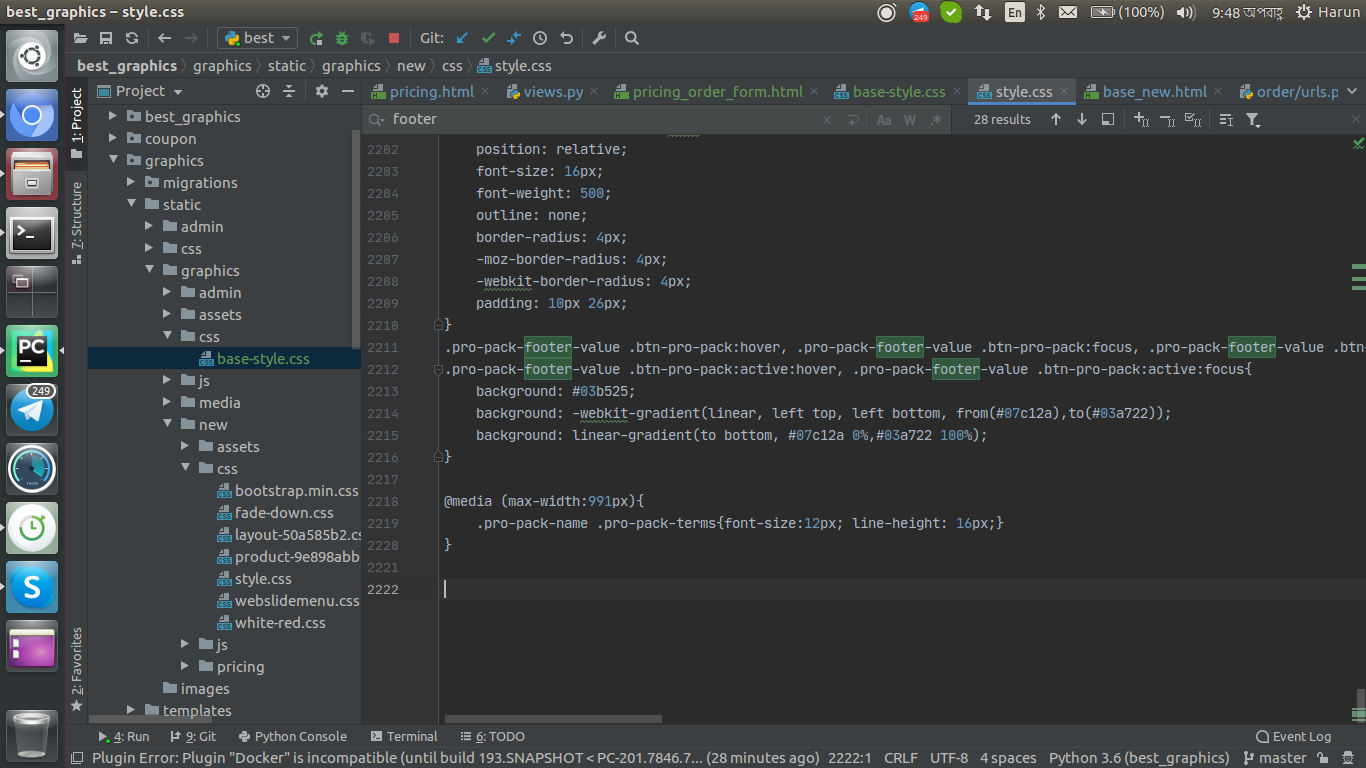 best_graphics – style.css
249
En
(100%)
9:48 অপরাহ্ণ
Harun
best
Git:
best_graphics
graphics
static
graphics
new
css
style.css
Project
pricing.html
views.py
pricing_order_form.html
base-style.css
style.css
base_new.html
order/urls.p
footer
Aa
W
.*
28 results
1: Project
7: Structure
2: Favorites
best_graphics
coupon
graphics
migrations
static
admin
css
graphics
admin
assets
css
base-style.css
js
media
new
assets
css
bootstrap.min.css
fade-down.css
layout-50a585b2.cs
product-9e898abb
style.css
webslidemenu.css
white-red.css
js
pricing
images
templates
PC
249
S
2202 position: relative;
2203 font-size: 16px;
2204 font-weight: 500;
2205 outline: none;
2206 border-radius: 4px;
2207 -moz-border-radius: 4px;
2208 -webkit-border-radius: 4px;
2209 padding: 10px 26px;
2210 }
2211 .pro-pack-footer-value .btn-pro-pack:hover, .pro-pack-footer-value .btn-pro-pack:focus, .pro-pack-footer-value .btn-
2212 .pro-pack-footer-value .btn-pro-pack:active:hover, .pro-pack-footer-value .btn-pro-pack:active:focus{
2213 background: #03b525;
2214 background: -webkit-gradient(linear, left top, left bottom, from(#07c12a),to(#03a722));
2215 background: linear-gradient(to bottom, #07c12a 0%,#03a722 100%);
2216 }
2217
2218 @media (max-width:991px){
2219 .pro-pack-name .pro-pack-terms{font-size:12px; line-height: 16px;}
2220 }
2221
2222
4: Run
9: Git
Python Console
Terminal
6: TODO
Event Log
Plugin Error: Plugin "Docker" is incompatible (until build 193.SNAPSHOT < PC-201.7846.7... (28 minutes ago)
2222:1
CRLF
UTF-8
4 spaces
Python 3.6 (best_graphics)
master